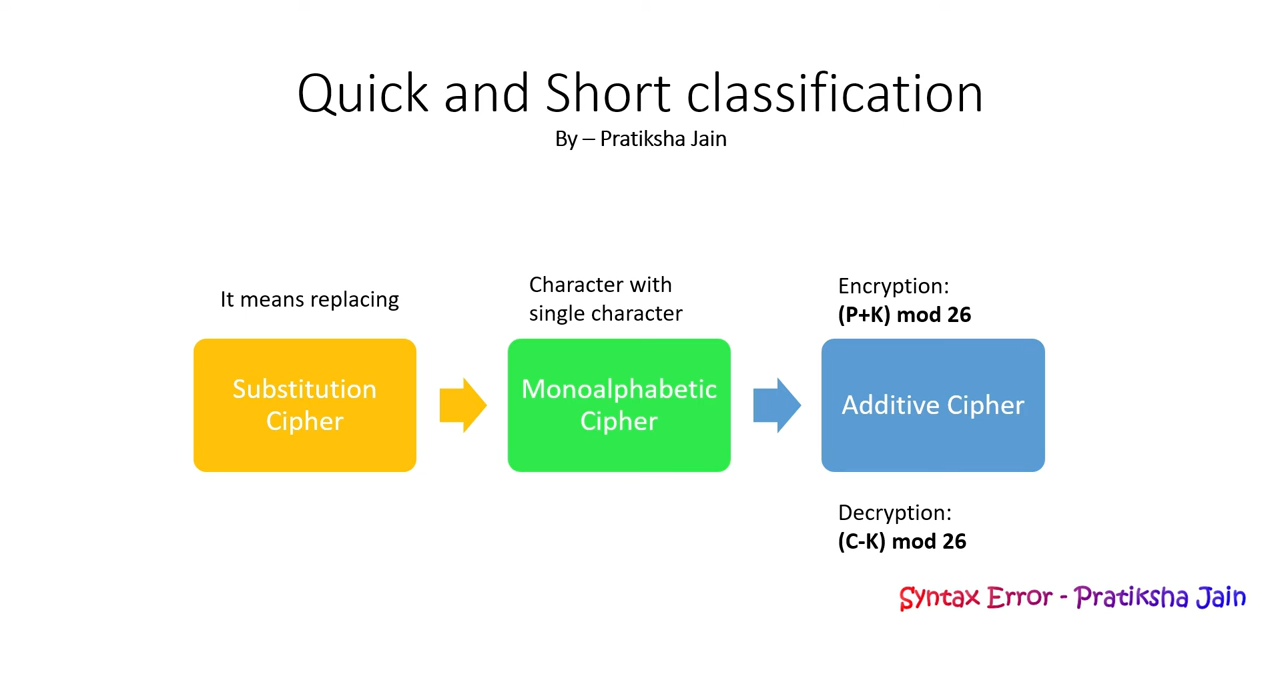 Quick and Short classification
By – Pratiksha Jain
It means replacing
Substitution
Cipher
Character with
single character
Monoalphabetic
Cipher
Encryption:
(P+K) mod 26
Additive Cipher
Decryption:
(C-K) mod 26
Syntax Error - Pratiksha Jain